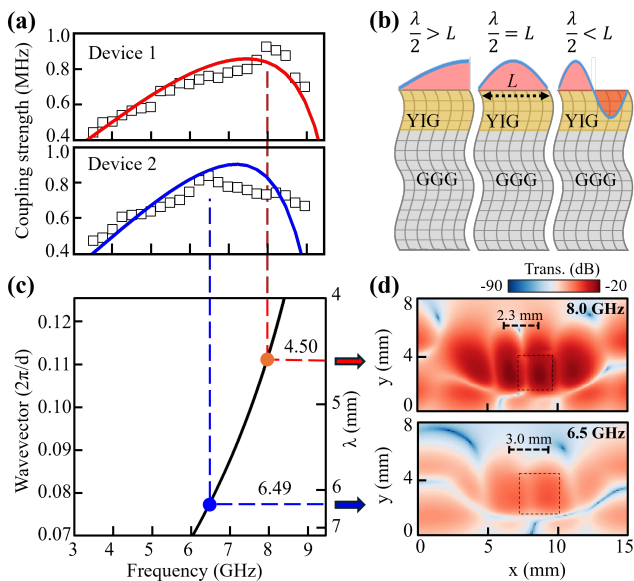 (a)
Coupling strength (MHz)
1.0
0.8
0.6
0.4
Device 1
1.0
0.8
0.6
0.4
Device 2
(b)
λ/2 > L
λ/2 = L
λ/2 < L
L
YIG
YIG
YIG
GGG
GGG
GGG
(c)
Wavevector (2π/d)
0.12
0.11
0.10
0.09
0.08
0.07
4.50
6.49
4
5
6
7
λ (mm)
3 4 5 6 7 8 9
Frequency (GHz)
Trans. (dB)
-90
-20
(d)
8.0 GHz
2.3 mm
y (mm)
8
4
0
6.5 GHz
3.0 mm
y (mm)
8
4
0
0 5 10 15
x (mm)